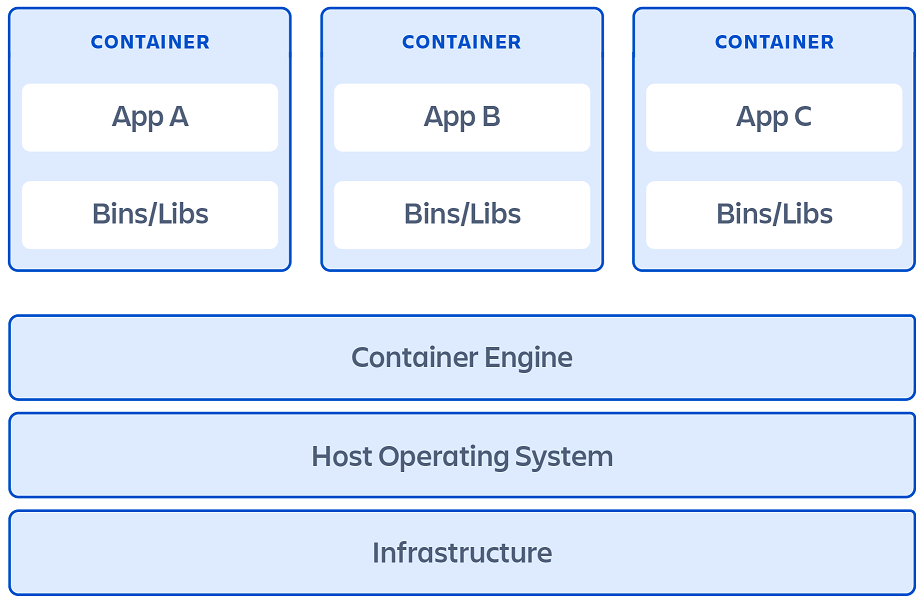 CONTAINER
CONTAINER
CONTAINER
App A
App B
App C
Bins/Libs
Bins/Libs
Bins/Libs
Container Engine
Host Operating System
Infrastructure